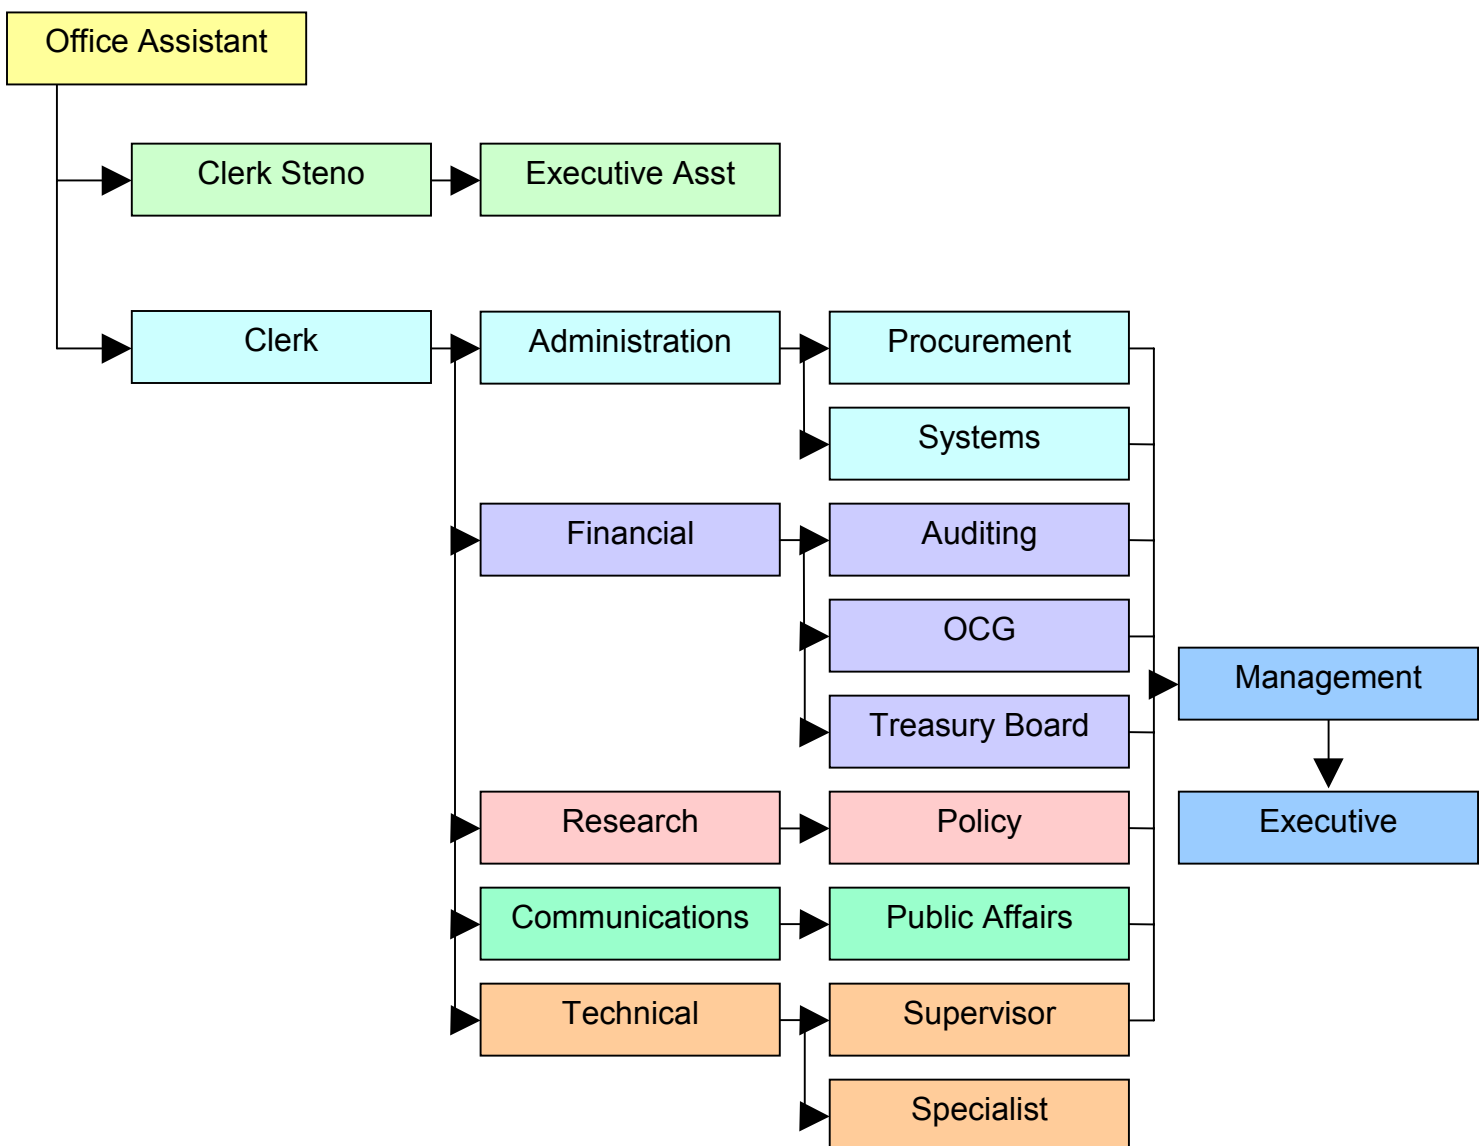 Office Assistant
Clerk Steno
Executive Asst
Clerk
Administration
Procurement
Systems
Financial
Auditing
OCG
Treasury Board
Management
Research
Policy
Executive
Communications
Public Affairs
Technical
Supervisor
Specialist